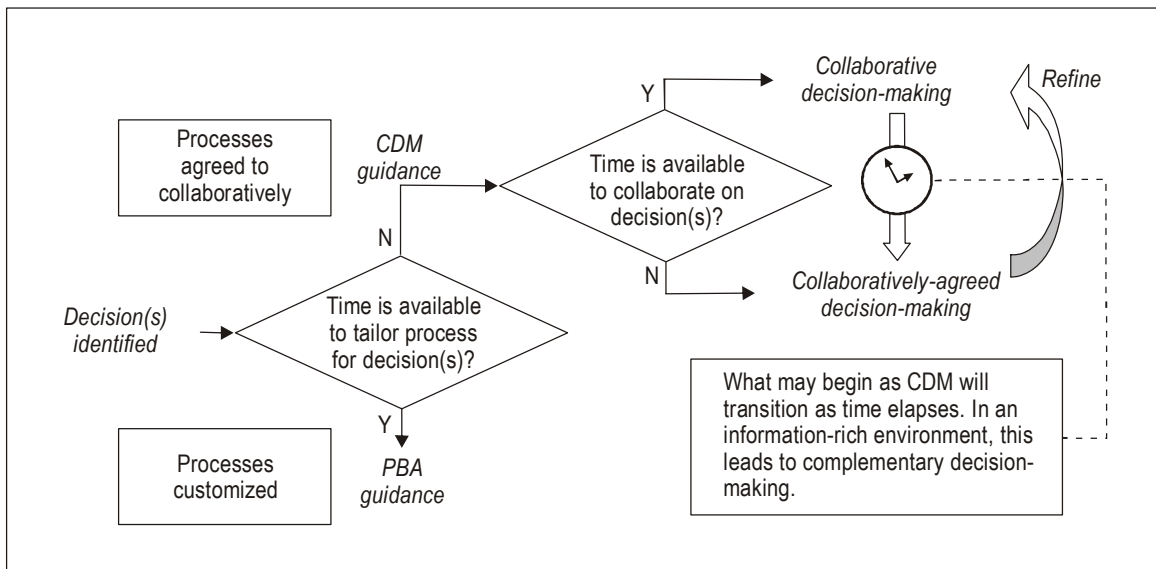 Processes
agreed to
collaboratively
CDM
guidance
Y
Time is available
to collaborate on
decision(s)?
N
Collaborative
decision-making
Refine
Collaboratively-agreed
decision-making
N
Decision(s)
identified
Time is available
to tailor process
for decision(s)?
Y
Processes
customized
PBA
guidance
What may begin as CDM will
transition as time elapses. In an
information-rich environment, this
leads to complementary decision-
making.